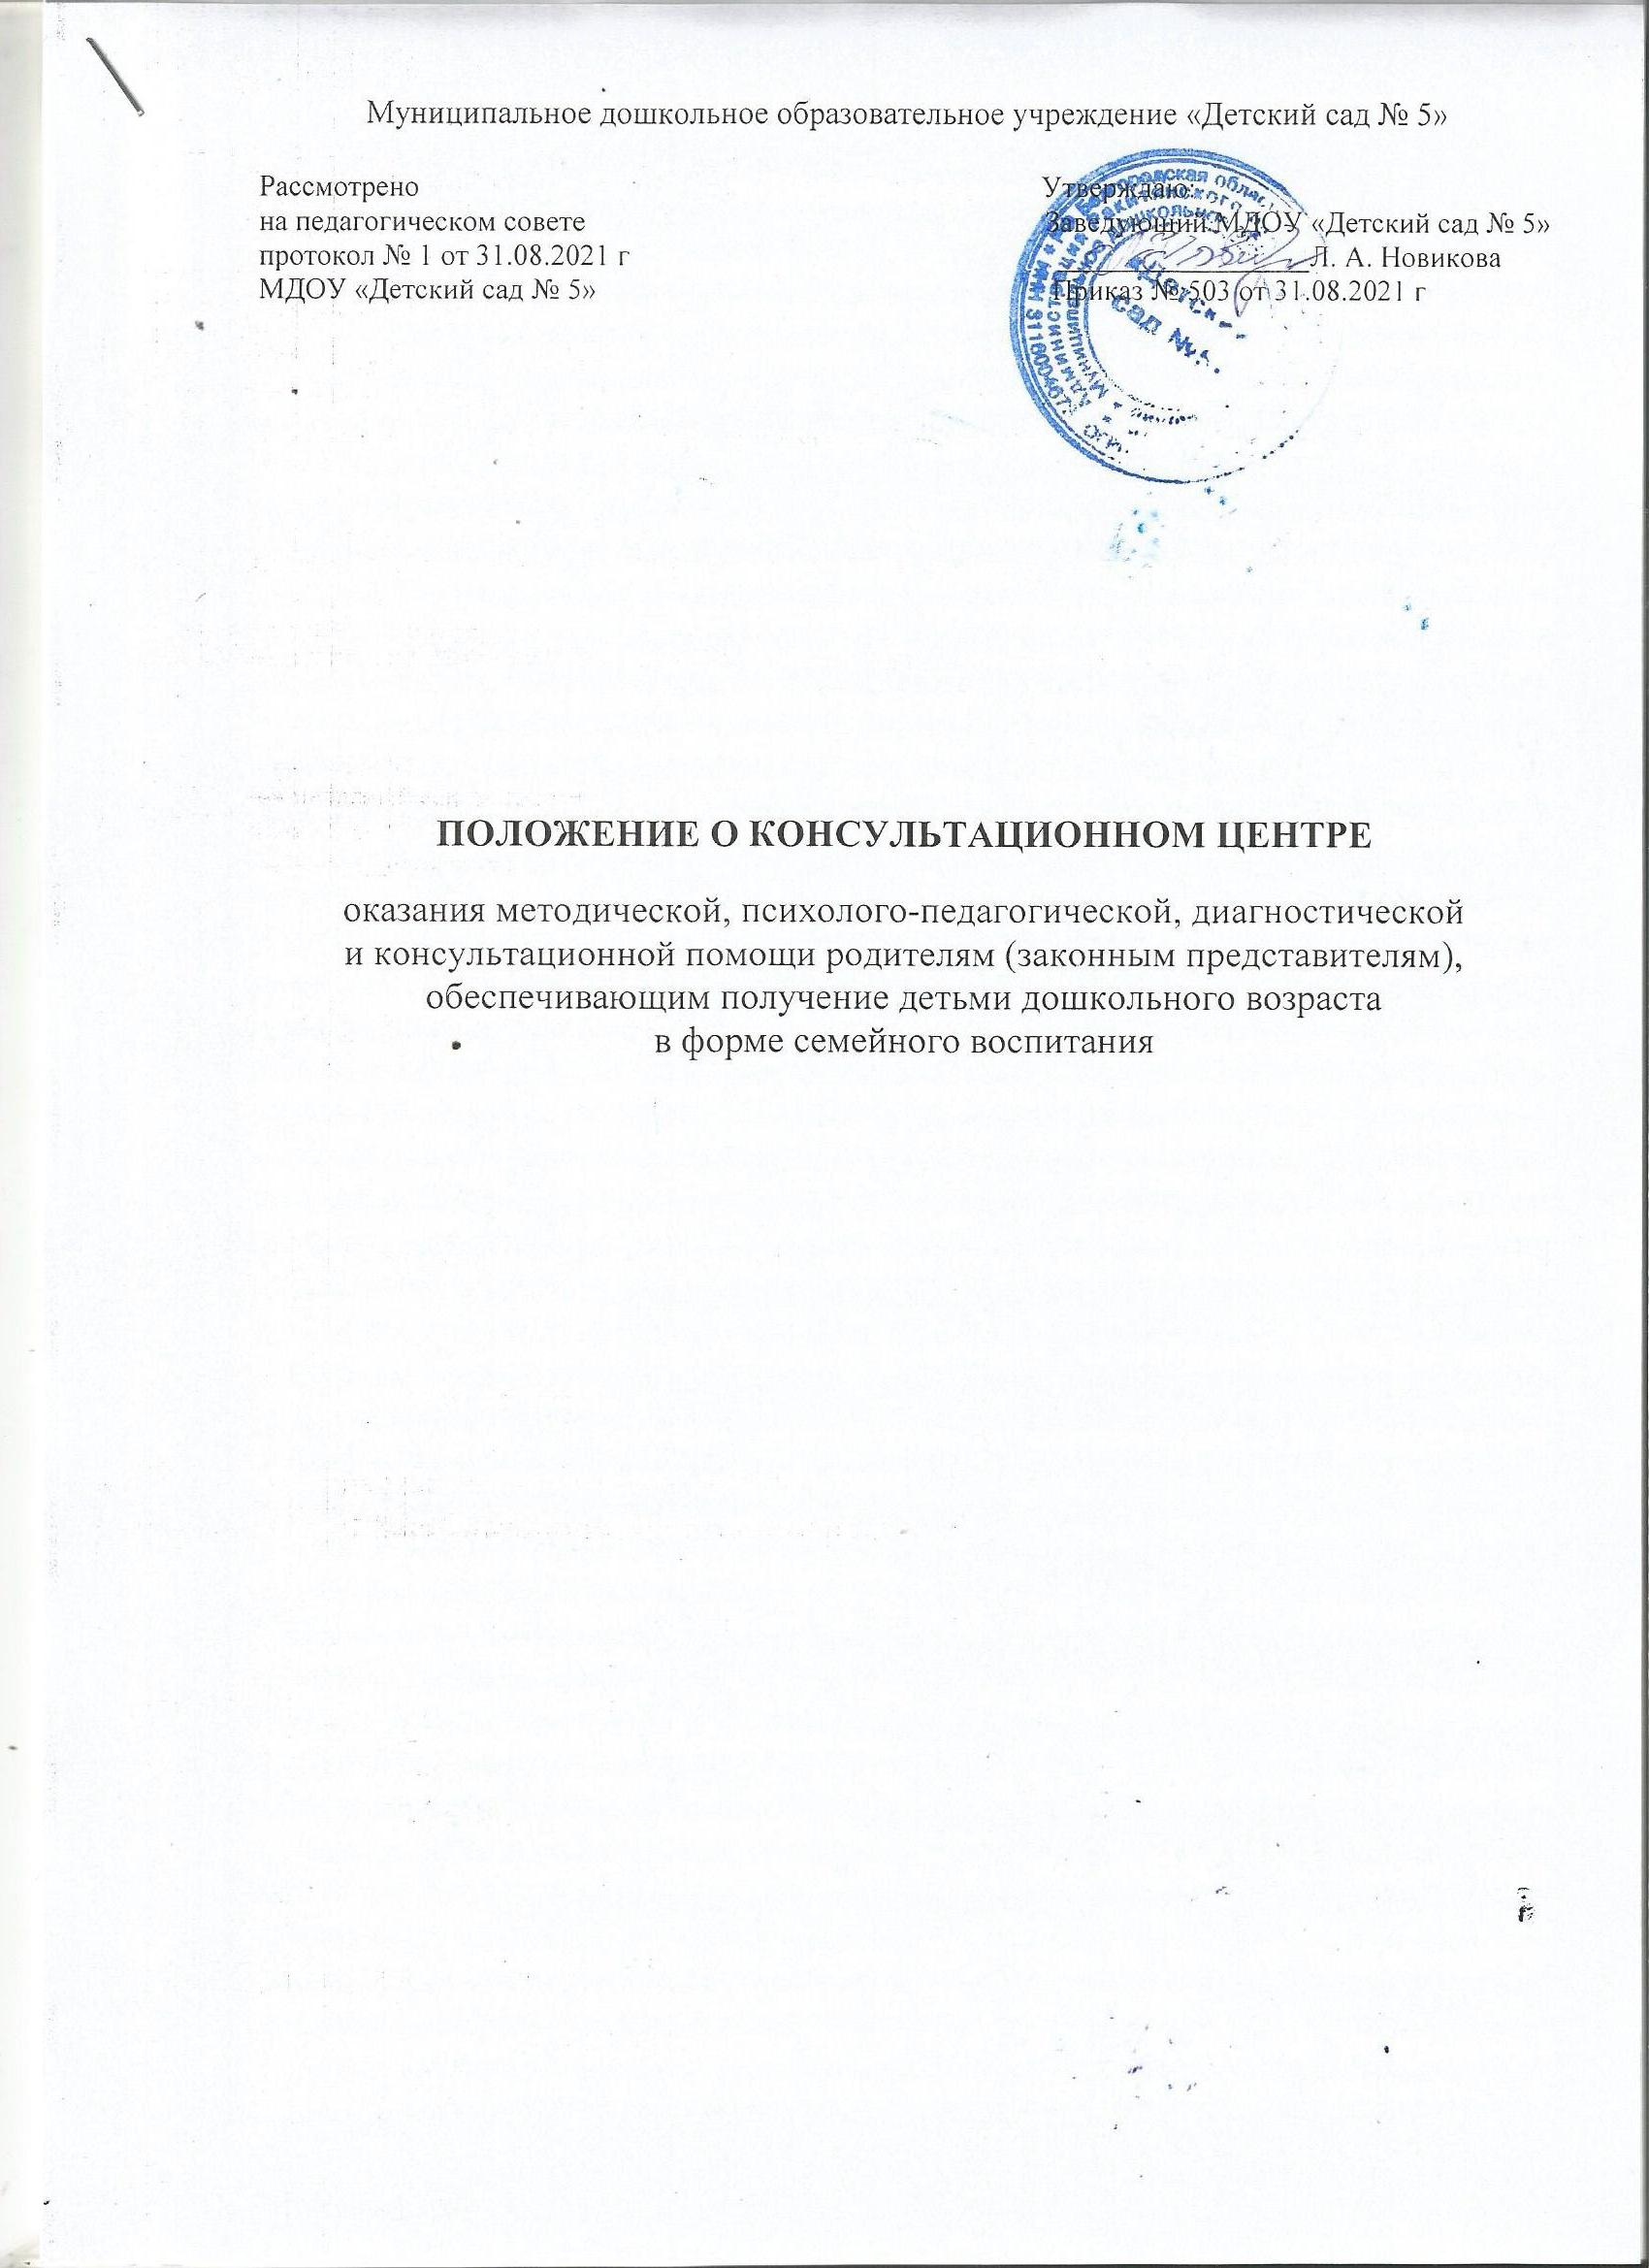 Муниципальное дошкольное образовательное учреждение «Детский сад № 5»
Рассмотрено
на педагогическом совете
протокол № 1 от 31.08.2021 г
МДОУ «Детский сад № 5»
Утверждаю:
Заведующий МДОУ «Детский сад № 5»
Л. А. Новикова
Приказ № 503 от 31.08.2021 г
«Детск
сад №5
ПОЛОЖЕНИЕ О КОНСУЛЬТАЦИОННОМ ЦЕНТРЕ
оказания методической, психолого-педагогической, диагностической
и консультационной помощи родителям (законным представителям),
обеспечивающим получение детьми дошкольного возраста
в форме семейного воспитания